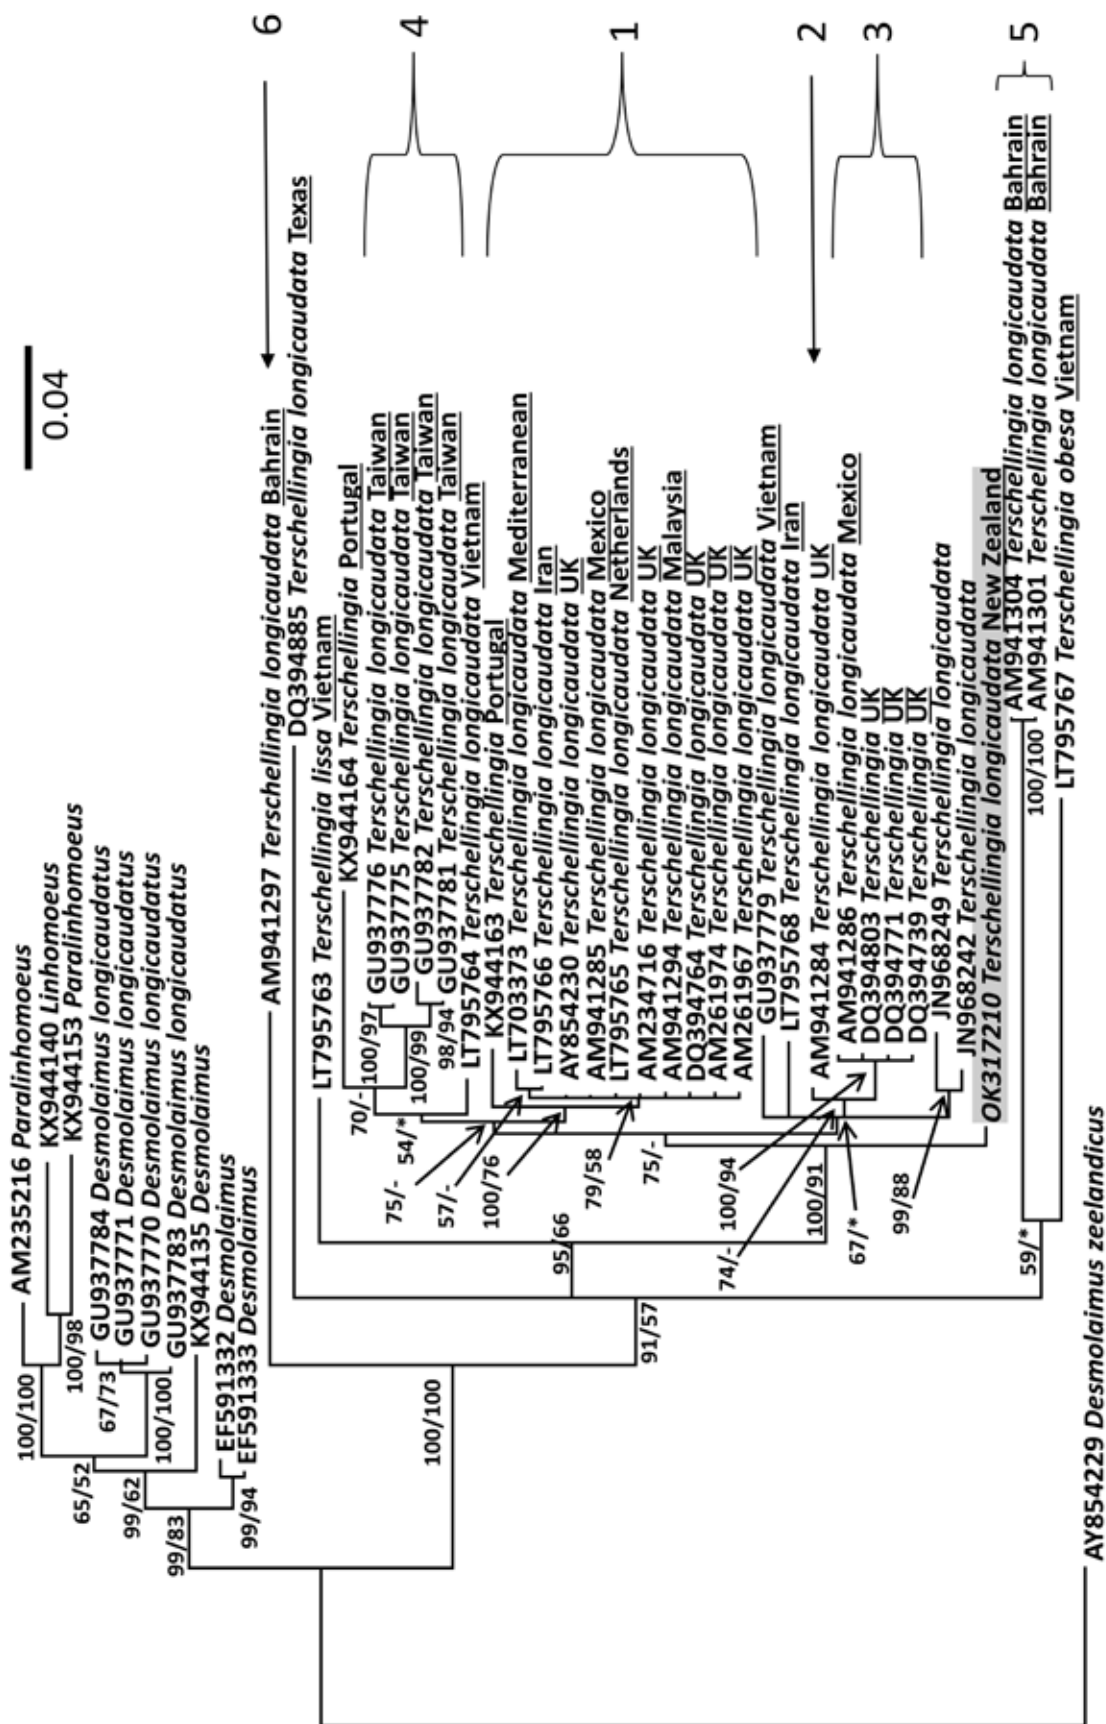 AM235216 Paralinhomoeus
KX944140 Linhomoeus
KX944153 Paralinhomoeus
GU937784 Desmolaimus longicaudatus
GU937771 Desmolaimus longicaudatus
GU937770 Desmolaimus longicaudatus
GU937783 Desmolaimus longicaudatus
KX944135 Desmolaimus
EF591332 Desmolaimus
EF591333 Desmolaimus
AM941297 Terschellingia longicaudata Bahrain
DQ394885 Terschellingia longicaudata Texas
LT795763 Terschellingia lissa Vietnam
KX944164 Terschellingia Portugal
GU937776 Terschellingia longicaudata Taiwan
GU937775 Terschellingia longicaudata Taiwan
GU937782 Terschellingia longicaudata Taiwan
GU937781 Terschellingia longicaudata Taiwan
LT795764 Terschellingia longicaudata Vietnam
KX944163 Terschellingia Portugal
LT703373 Terschellingia longicaudata Mediterranean
LT795766 Terschellingia longicaudata Iran
AY854230 Terschellingia longicaudata UK
AM941285 Terschellingia longicaudata Mexico
LT795765 Terschellingia longicaudata Netherlands
AM234716 Terschellingia longicaudata UK
AM941294 Terschellingia longicaudata Malaysia
DQ394764 Terschellingia longicaudata UK
AM261974 Terschellingia longicaudata UK
AM261967 Terschellingia longicaudata UK
GU937779 Terschellingia longicaudata Vietnam
LT795768 Terschellingia longicaudata Iran
AM941284 Terschellingia longicaudata UK
AM941286 Terschellingia longicaudata Mexico
DQ394803 Terschellingia UK
DQ394771 Terschellingia UK
DQ394739 Terschellingia UK
JN968249 Terschellingia longicaudata
JN968242 Terschellingia longicaudata
OK317210 Terschellingia longicaudata New Zealand
AM941304 Terschellingia longicaudata Bahrain
AM941301 Terschellingia longicaudata Bahrain
LT795767 Terschellingia obesa Vietnam
AY854229 Desmolaimus zeelandicus
100/100
100/98
65/52
67/73
99/62
100/100
99/83
99/94
100/100
91/57
95/66
70/-
100/97
54/*
100/99
98/94
75/-
57/-
100/76
79/58
75/-
100/94
74/-
100/91
67/*
99/88
59/*
100/100
0.04
6
4
1
2
3
5